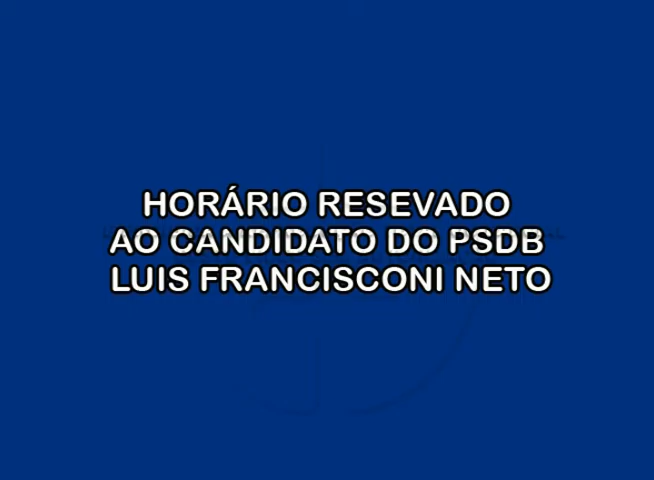 HORÁRIO RESEVADO
AO CANDIDATO DO PSDB
LUIS FRANCISCONI NETO